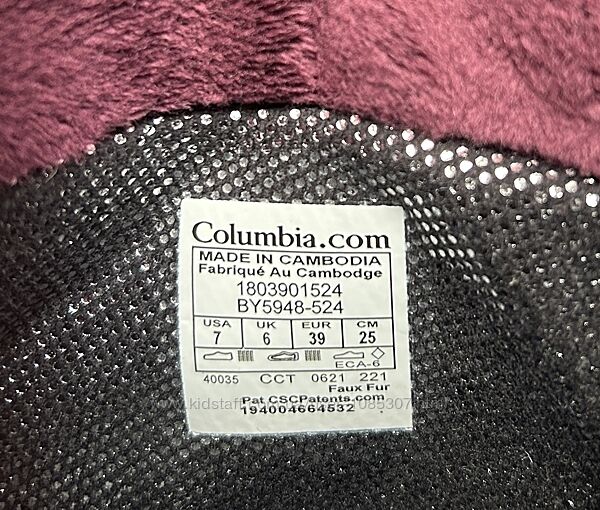 Columbia.com
MADE IN CAMBODIA
Fabriqué Au Cambodge
1803901524
BY5948-524
USA UK EUR CM
7 6 39 25
ECA-6
40035 CCT 0621 221
Faux Fur
Pat CSCPatents.com
194004664532